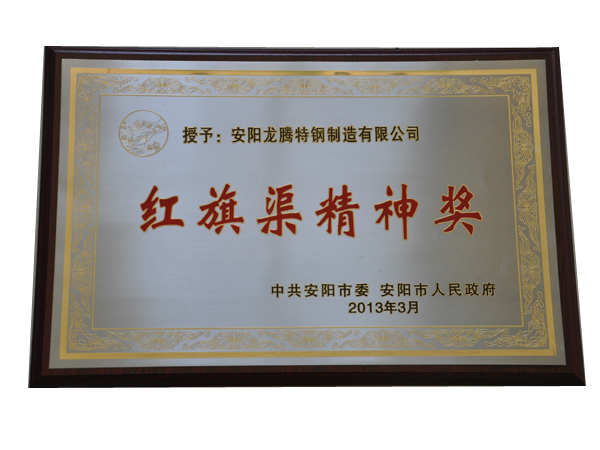 授予：安阳龙腾特钢制造有限公司
红旗渠精神奖
中共安阳市委 安阳市人民政府
2013年3月